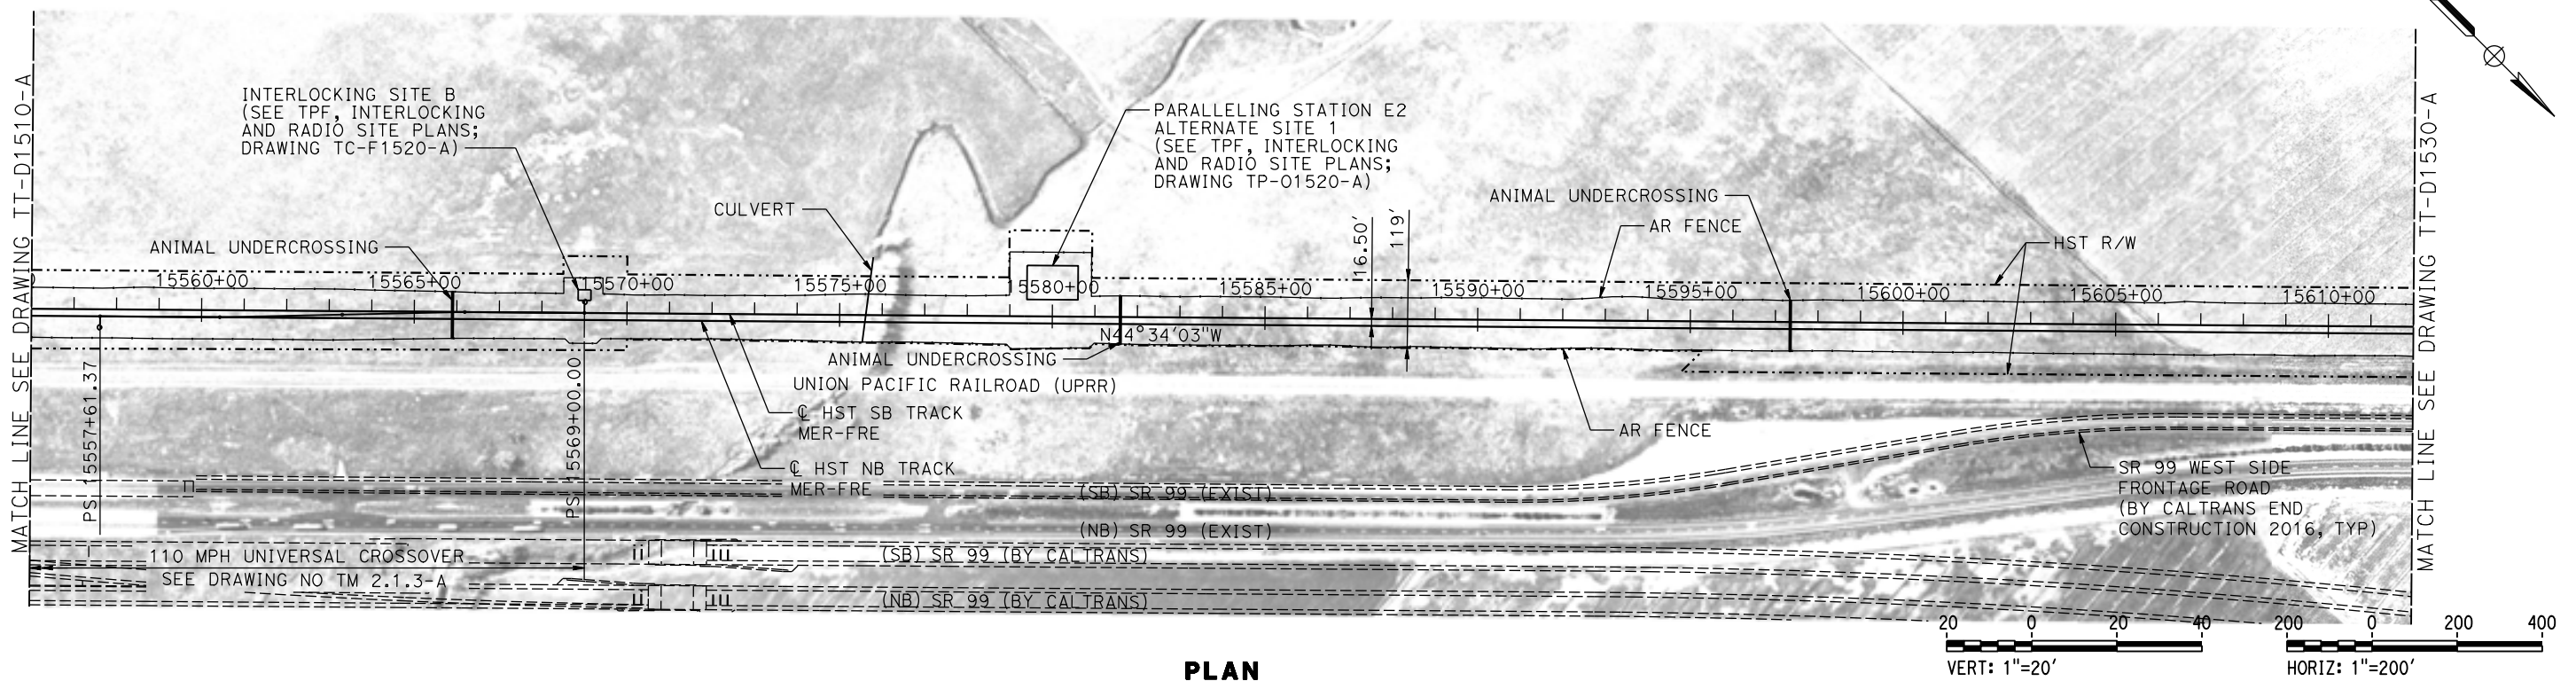 MATCH LINE SEE DRAWING TT-D1510-A
INTERLOCKING SITE B
(SEE TPF, INTERLOCKING
AND RADIO SITE PLANS;
DRAWING TC-F1520-A)
PARALLELING STATION E2
ALTERNATE SITE 1
(SEE TPF, INTERLOCKING
AND RADIO SITE PLANS;
DRAWING TP-O1520-A)
ANIMAL UNDERCROSSING
CULVERT
ANIMAL UNDERCROSSING
AR FENCE
HST R/W
16.50'
119'
15560+00
15565+00
15570+00
15575+00
15580+00
15585+00
15590+00
15595+00
15600+00
15605+00
15610+00
N44°34'03"W
ANIMAL UNDERCROSSING
UNION PACIFIC RAILROAD (UPRR)
℄ HST SB TRACK
MER-FRE
℄ HST NB TRACK
MER-FRE
AR FENCE
PS 15557+61.37
PS 15569+00.00
(SB) SR 99 (EXIST)
(NB) SR 99 (EXIST)
(SB) SR 99 (BY CALTRANS)
(NB) SR 99 (BY CALTRANS)
110 MPH UNIVERSAL CROSSOVER
SEE DRAWING NO TM 2.1.3-A
SR 99 WEST SIDE
FRONTAGE ROAD
(BY CALTRANS END
CONSTRUCTION 2016, TYP)
MATCH LINE SEE DRAWING TT-D1530-A
20 0 20 40
VERT: 1"=20'
200 0 200 400
HORIZ: 1"=200'
PLAN